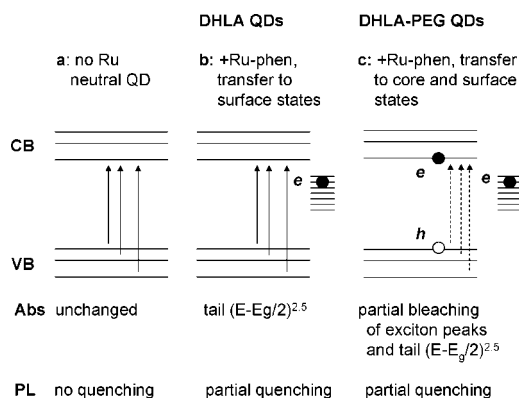 DHLA QDs
DHLA-PEG QDs
a: no Ru
neutral QD
b: +Ru-phen,
transfer to
surface states
c: +Ru-phen, transfer
to core and surface
states
CB
e
e
e
h
VB
Abs unchanged
tail (E-Eg/2)²·⁵
partial bleaching
of exciton peaks
and tail (E-E_g/2)²·⁵
PL no quenching
partial quenching
partial quenching